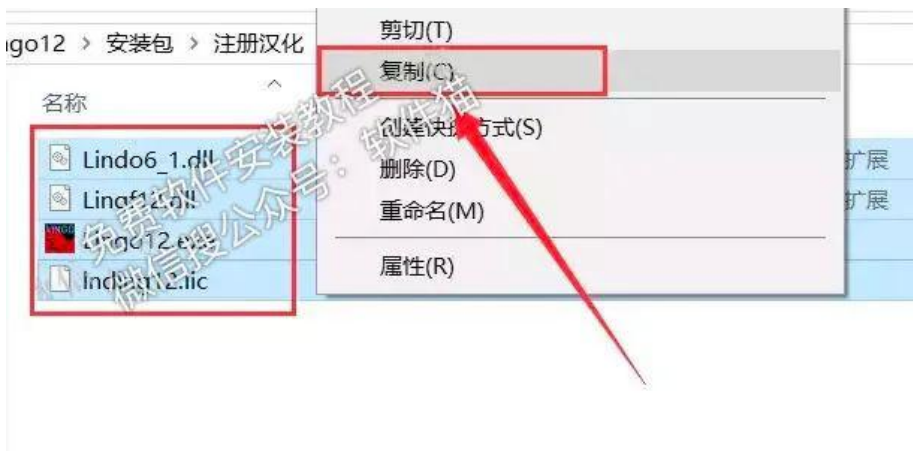 剪切(T)
ngo12 > 安装包 > 注册汉化
复制(C)
名称
创建快捷方式(S)
Lindo6_1.dll
扩展
删除(D)
Lingf12.dll
扩展
重命名(M)
LINGO
Lingo12.exe
属性(R)
lndlng12.lic
免费软件安装教程
微信搜公众号：软件猫